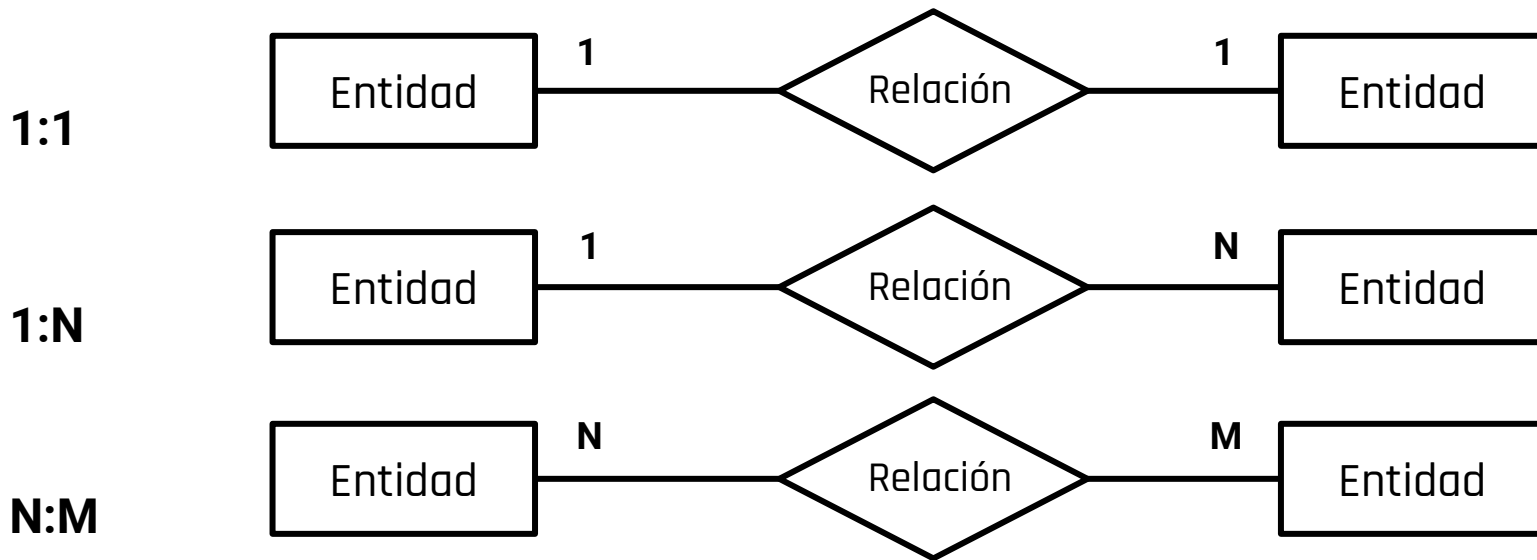 1:1
Entidad
1
Relación
1
Entidad
1:N
Entidad
1
Relación
N
Entidad
N:M
Entidad
N
Relación
M
Entidad